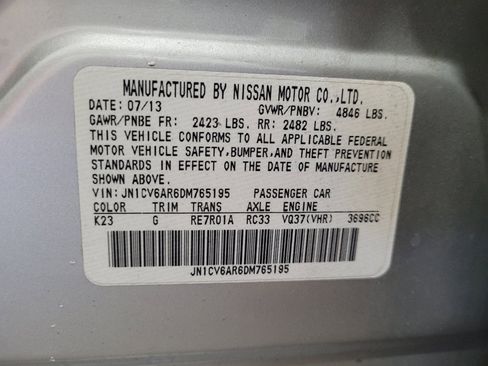 MANUFACTURED BY NISSAN MOTOR CO.,LTD.
DATE: 07/13 GVWR/PNBV: 4846 LBS.
GAWR/PNBE FR: 2423 LBS. RR: 2482 LBS.
THIS VEHICLE CONFORMS TO ALL APPLICABLE FEDERAL
MOTOR VEHICLE SAFETY, BUMPER, AND THEFT PREVENTION
STANDARDS IN EFFECT ON THE DATE OF MANUFACTURE
SHOWN ABOVE.
VIN: JN1CV6AR6DM765195 PASSENGER CAR
COLOR TRIM TRANS AXLE ENGINE
K23 G RE7R01A RC33 VQ37(VHR) 3696CC
JN1CV6AR6DM765195